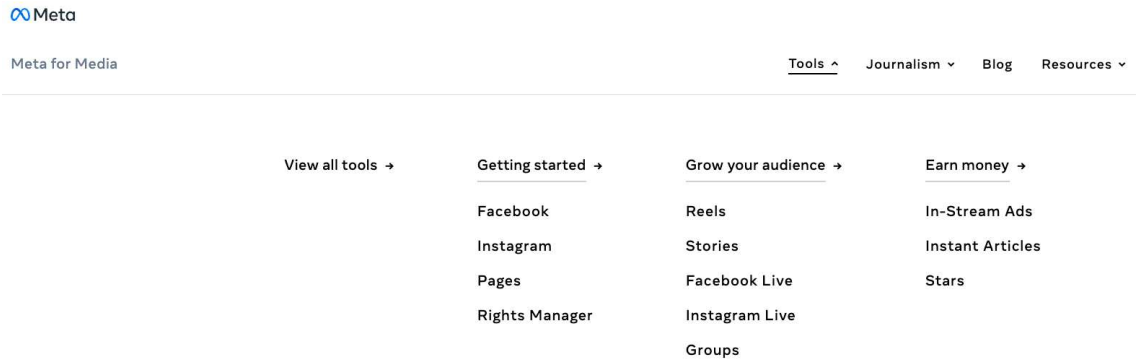 Meta
Meta for Media
Tools
Journalism
Blog
Resources
View all tools →
Getting started →
Facebook
Instagram
Pages
Rights Manager
Grow your audience →
Reels
Stories
Facebook Live
Instagram Live
Groups
Earn money →
In-Stream Ads
Instant Articles
Stars